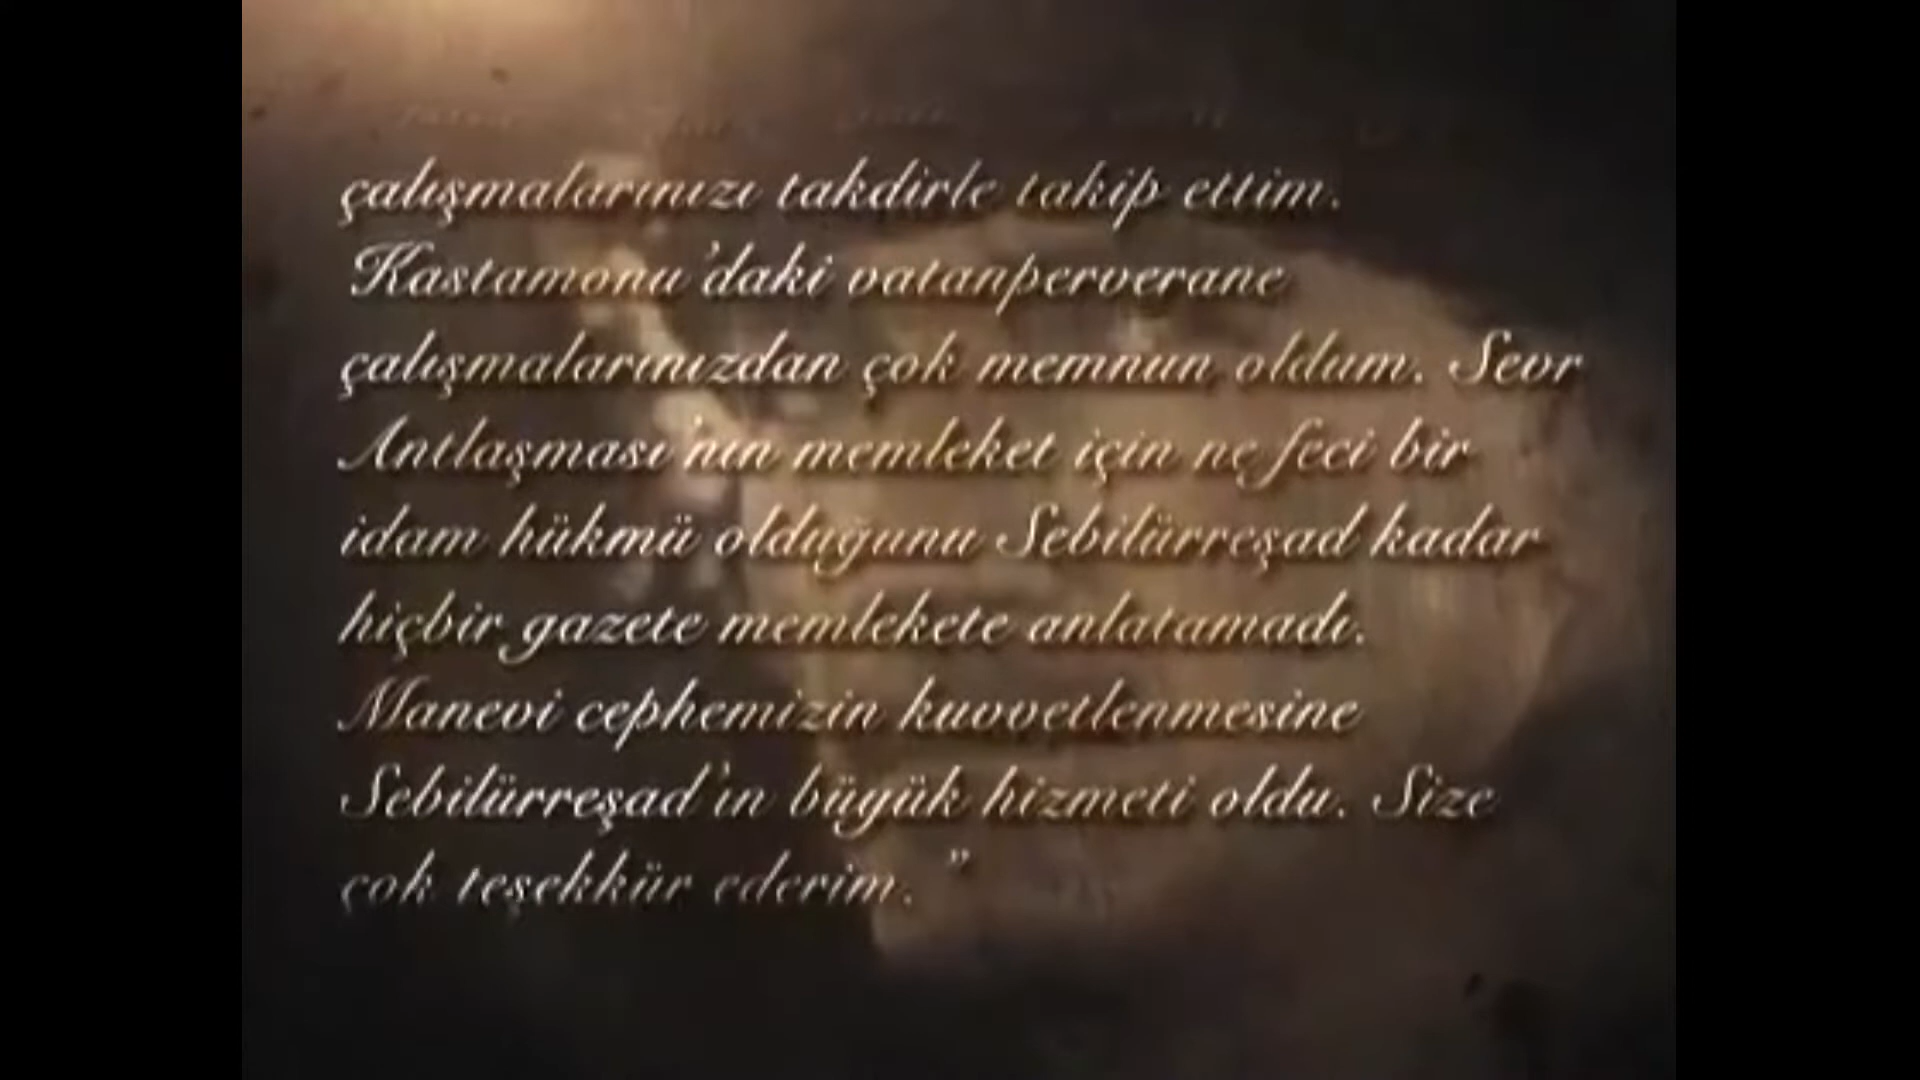 çalışmalarınızı takdirle takip ettim.
Kastamonu'daki vatanperverane
çalışmalarınızdan çok memnun oldum. Sevr
Antlaşması'nın memleket için ne feci bir
idam hükmü olduğunu Sebilürreşad kadar
hiçbir gazete memlekete anlatamadı.
Manevi cephemizin kuvvetlenmesine
Sebilürreşad'ın büyük hizmeti oldu. Size
çok teşekkür ederim. "